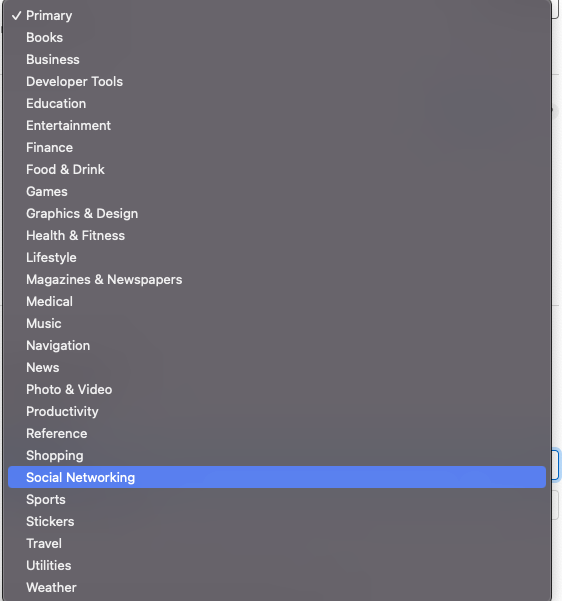 ✓ Primary
Books
Business
Developer Tools
Education
Entertainment
Finance
Food & Drink
Games
Graphics & Design
Health & Fitness
Lifestyle
Magazines & Newspapers
Medical
Music
Navigation
News
Photo & Video
Productivity
Reference
Shopping
Social Networking
Sports
Stickers
Travel
Utilities
Weather